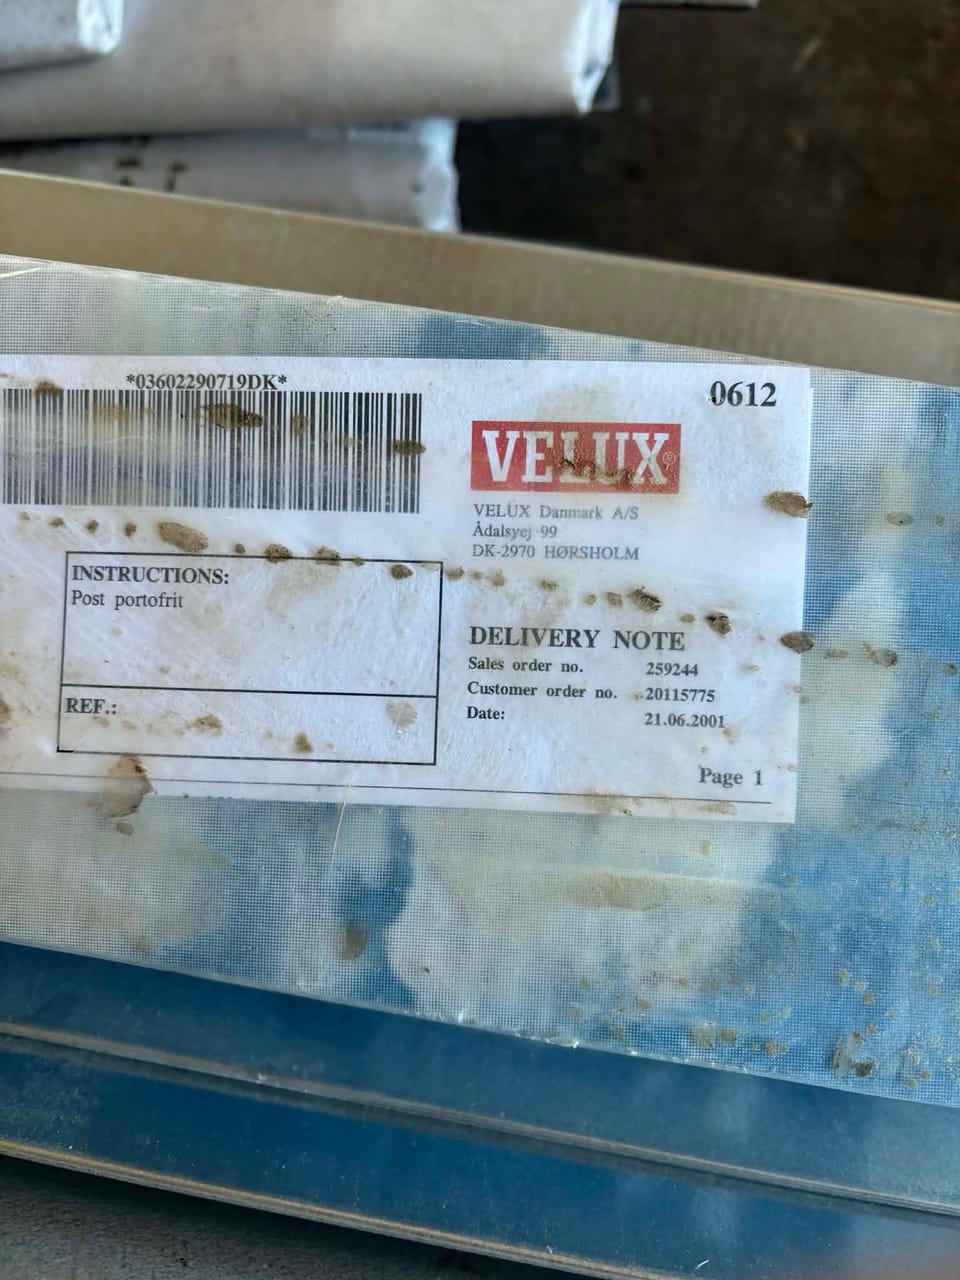 *03602290719DK*
0612
VELUX®
VELUX Danmark A/S
Ådalsvej 99
DK-2970 HØRSHOLM
INSTRUCTIONS:
Post portofrit
REF.:
DELIVERY NOTE
Sales order no. 259244
Customer order no. 20115775
Date: 21.06.2001
Page 1